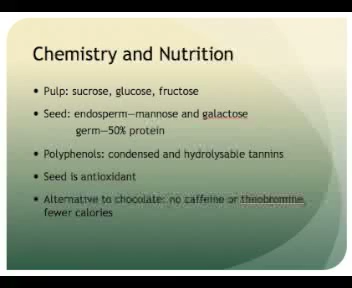 Chemistry and Nutrition
• Pulp: sucrose, glucose, fructose
• Seed: endosperm—mannose and galactose
germ—50% protein
• Polyphenols: condensed and hydrolysable tannins
• Seed is antioxidant
• Alternative to chocolate: no caffeine or theobromine,
fewer calories